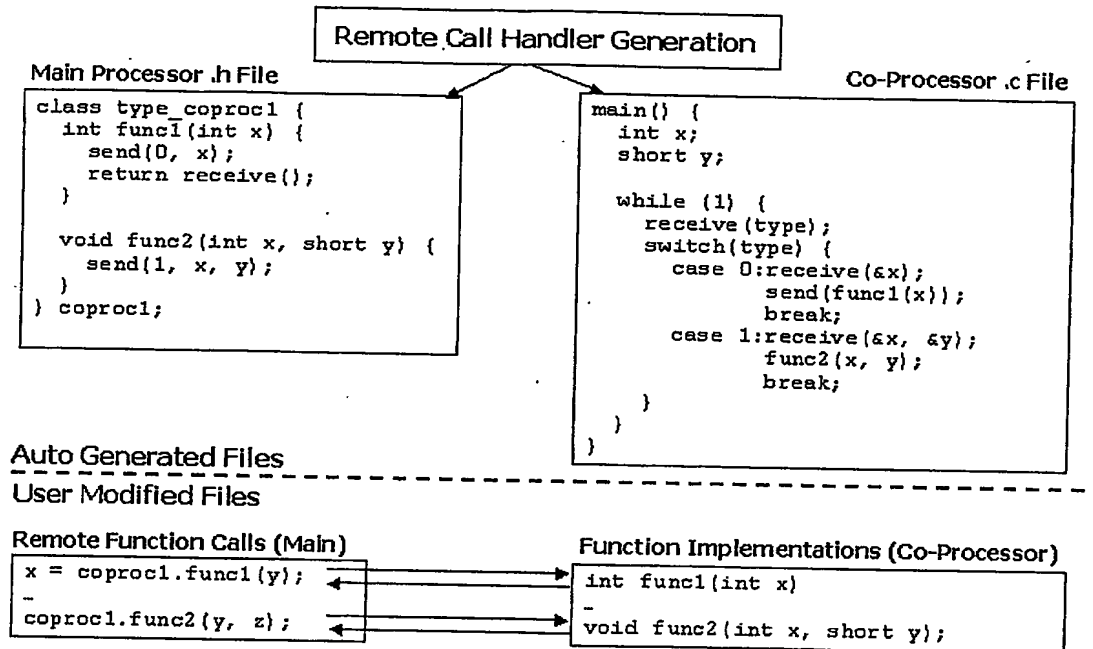 Remote Call Handler Generation
Main Processor .h File
class type_coproc1 {
  int func1(int x) {
    send(0, x);
    return receive();
  }

  void func2(int x, short y) {
    send(1, x, y);
  }
} coproc1;
Co-Processor .c File
main() {
  int x;
  short y;

  while (1) {
    receive(type);
    switch(type) {
      case 0:receive(&x);
             send(func1(x));
             break;
      case 1:receive(&x, &y);
             func2(x, y);
             break;
    }
  }
}
Auto Generated Files
User Modified Files
Remote Function Calls (Main)
x = coproc1.func1(y);
…
coproc1.func2(y, z);
Function Implementations (Co-Processor)
int func1(int x)
…
void func2(int x, short y);